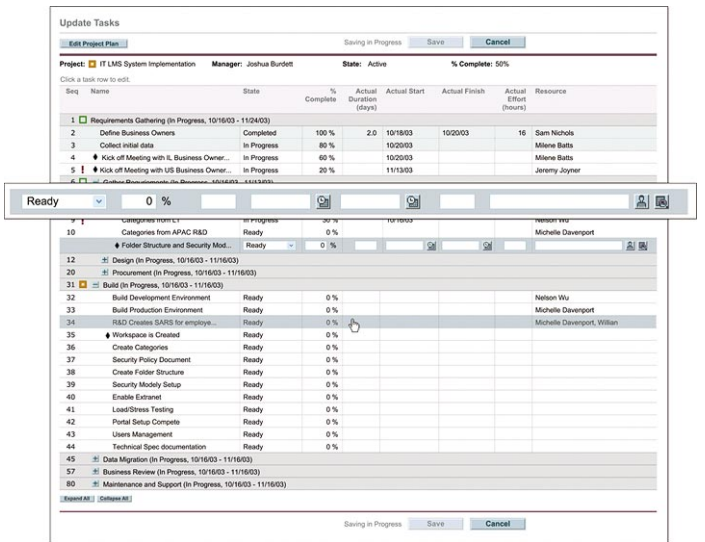 Update Tasks
Edit Project Plan Saving in Progress Save Cancel
Project: IT LMS System Implementation Manager: Joshua Burdett State: Active % Complete: 50%
Click a task row to edit.
Seq Name State % Complete Actual Duration (days) Actual Start Actual Finish Actual Effort (hours) Resource
1 Requirements Gathering (In Progress, 10/16/03 - 11/24/03)
2 Define Business Owners Completed 100 % 2.0 10/18/03 10/20/03 16 Sam Nichols
3 Collect initial data In Progress 80 % 10/20/03 Milene Batts
4 Kick off Meeting with IL Business Owner... In Progress 60 % 10/20/03 Milene Batts
5 ! Kick off Meeting with US Business Owner... In Progress 20 % 11/13/03 Jeremy Joyner
6 Gather Requirements (In Progress, 10/16/03 - 11/13/03)
Ready 0 %
9 ! Categories from LT In Progress 50 % 10/16/03 Nelson Wu
10 Categories from APAC R&D Ready 0 % Michelle Davenport
Folder Structure and Security Mod... Ready 0 %
12 Design (In Progress, 10/16/03 - 11/16/03)
20 Procurement (In Progress, 10/16/03 - 11/16/03)
31 Build (In Progress, 10/16/03 - 11/16/03)
32 Build Development Environment Ready 0 % Nelson Wu
33 Build Production Environment Ready 0 % Michelle Davenport
34 R&D Creates SARS for employe... Ready 0 % Michelle Davenport, Willian
35 Workspace is Created Ready 0 %
36 Create Categories Ready 0 %
37 Security Policy Document Ready 0 %
38 Create Folder Structure Ready 0 %
39 Security Modely Setup Ready 0 %
40 Enable Extranet Ready 0 %
41 Load/Stress Testing Ready 0 %
42 Portal Setup Compete Ready 0 %
43 Users Management Ready 0 %
44 Technical Spec documentation Ready 0 %
45 Data Migration (In Progress, 10/16/03 - 11/16/03)
57 Business Review (In Progress, 10/16/03 - 11/16/03)
80 Maintenance and Support (In Progress, 10/16/03 - 11/16/03)
Expand All Collapse All
Saving in Progress Save Cancel